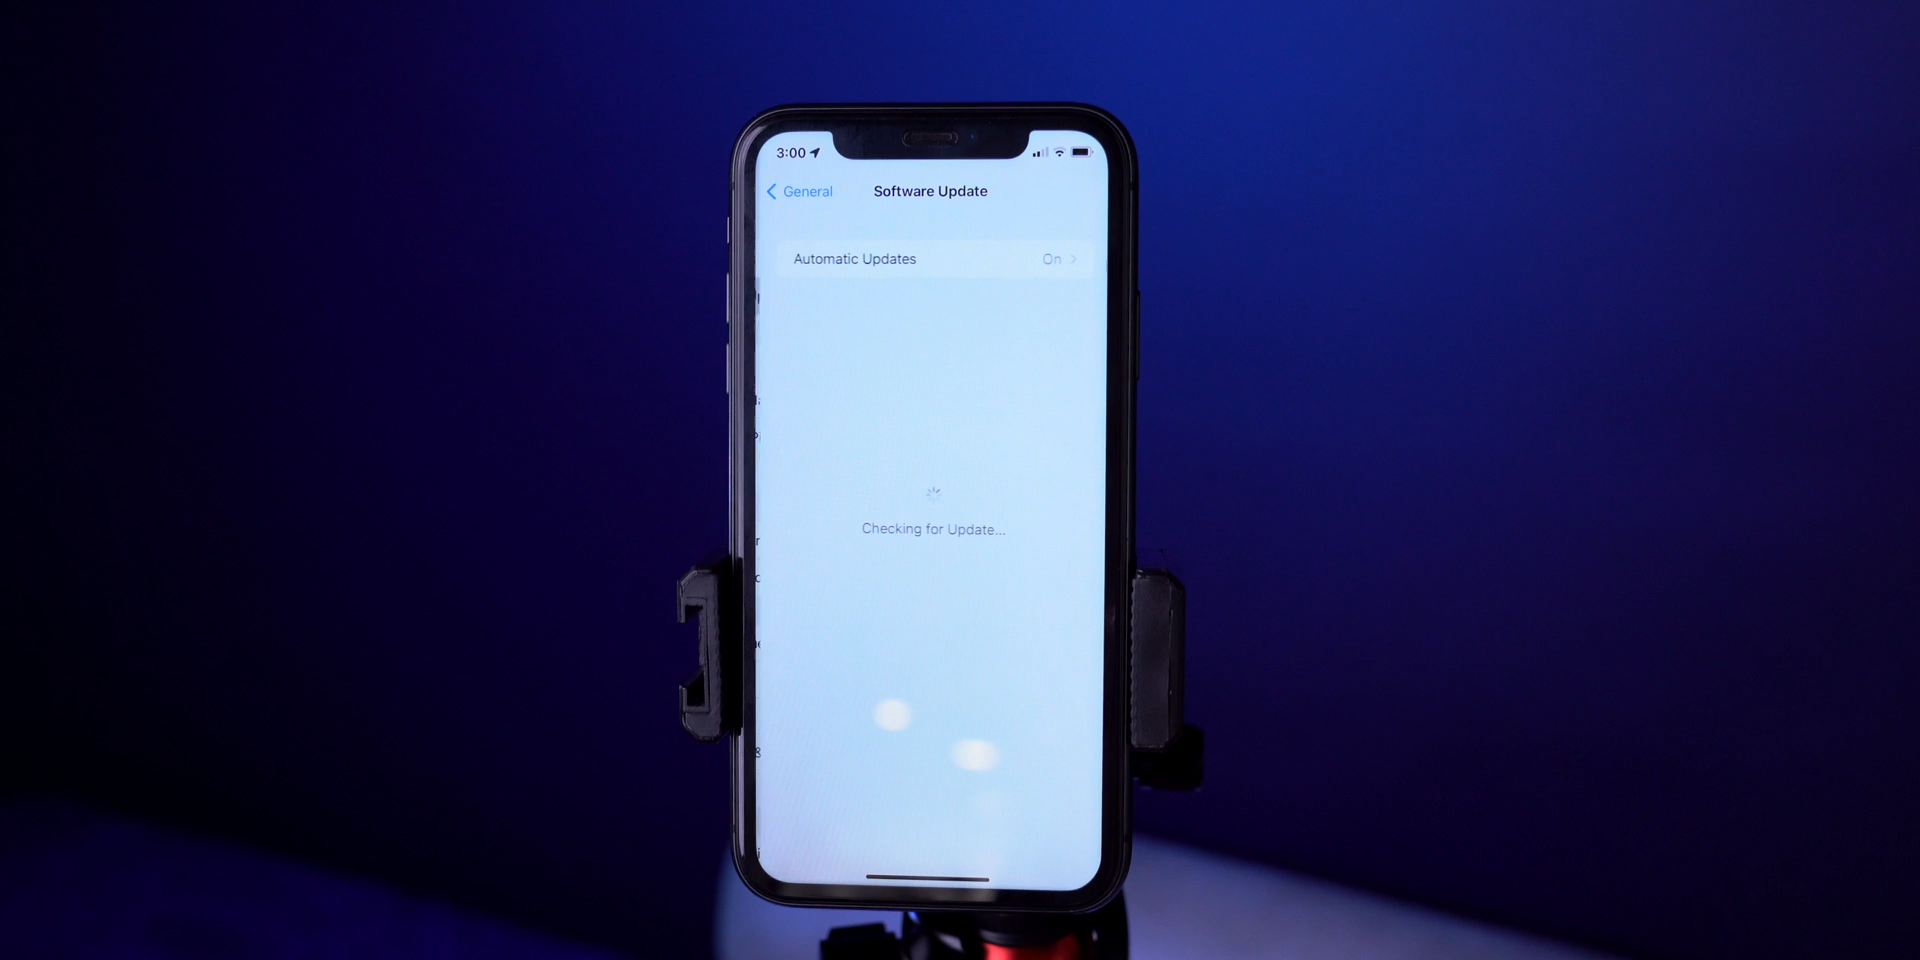 3:00
General
Software Update
Automatic Updates
On
Checking for Update...